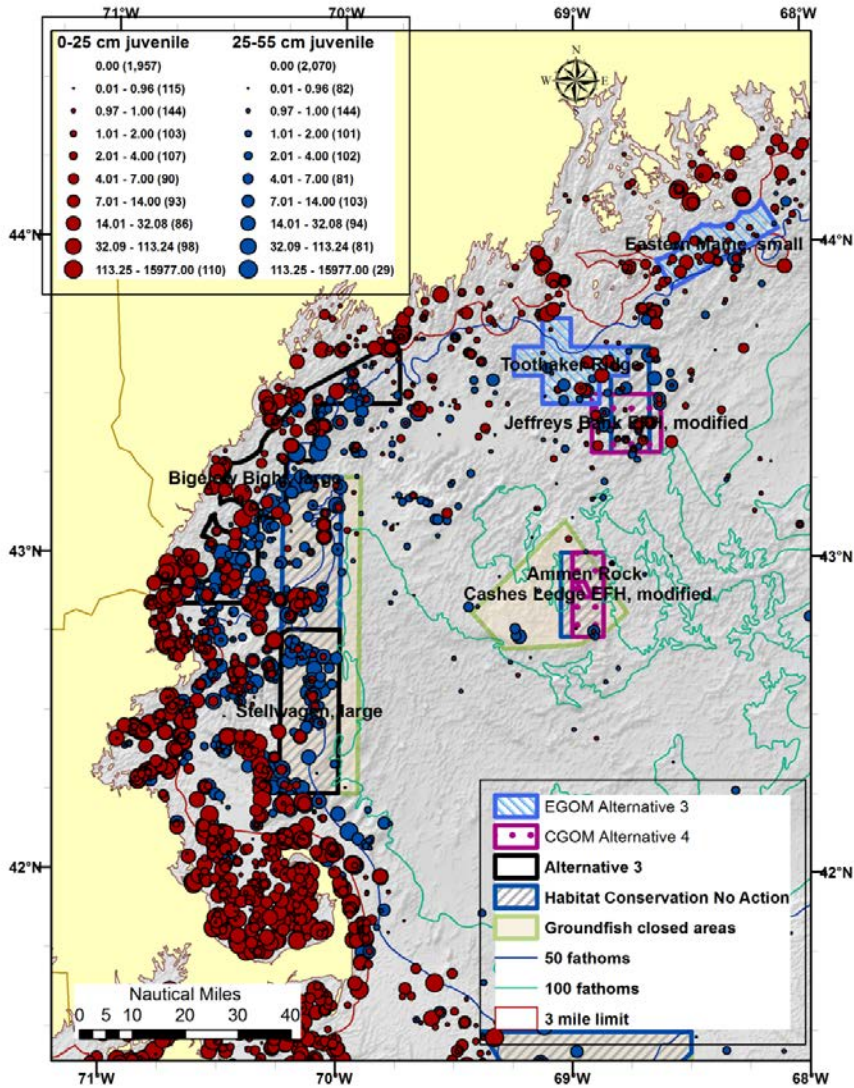 71°W 70°W 69°W 68°W
0-25 cm juvenile 25-55 cm juvenile
0.00 (1,957) 0.00 (2,070)
0.01 - 0.96 (115) 0.01 - 0.96 (82)
0.97 - 1.00 (144) 0.97 - 1.00 (144)
1.01 - 2.00 (103) 1.01 - 2.00 (101)
2.01 - 4.00 (107) 2.01 - 4.00 (102)
4.01 - 7.00 (90) 4.01 - 7.00 (81)
7.01 - 14.00 (93) 7.01 - 14.00 (103)
14.01 - 32.08 (86) 14.01 - 32.08 (94)
32.09 - 113.24 (98) 32.09 - 113.24 (81)
113.25 - 15977.00 (110) 113.25 - 15977.00 (29)
N
W E
S
44°N 44°N
Eastern Maine, small
Toothaker Ridge
Jeffreys Bank EFH, modified
Bigelow Bight, large
43°N 43°N
Ammen Rock
Cashes Ledge EFH, modified
Stellwagen, large
42°N 42°N
EGOM Alternative 3
CGOM Alternative 4
Alternative 3
Habitat Conservation No Action
Groundfish closed areas
50 fathoms
100 fathoms
3 mile limit
Nautical Miles
0 5 10 20 30 40
71°W 70°W 69°W 68°W